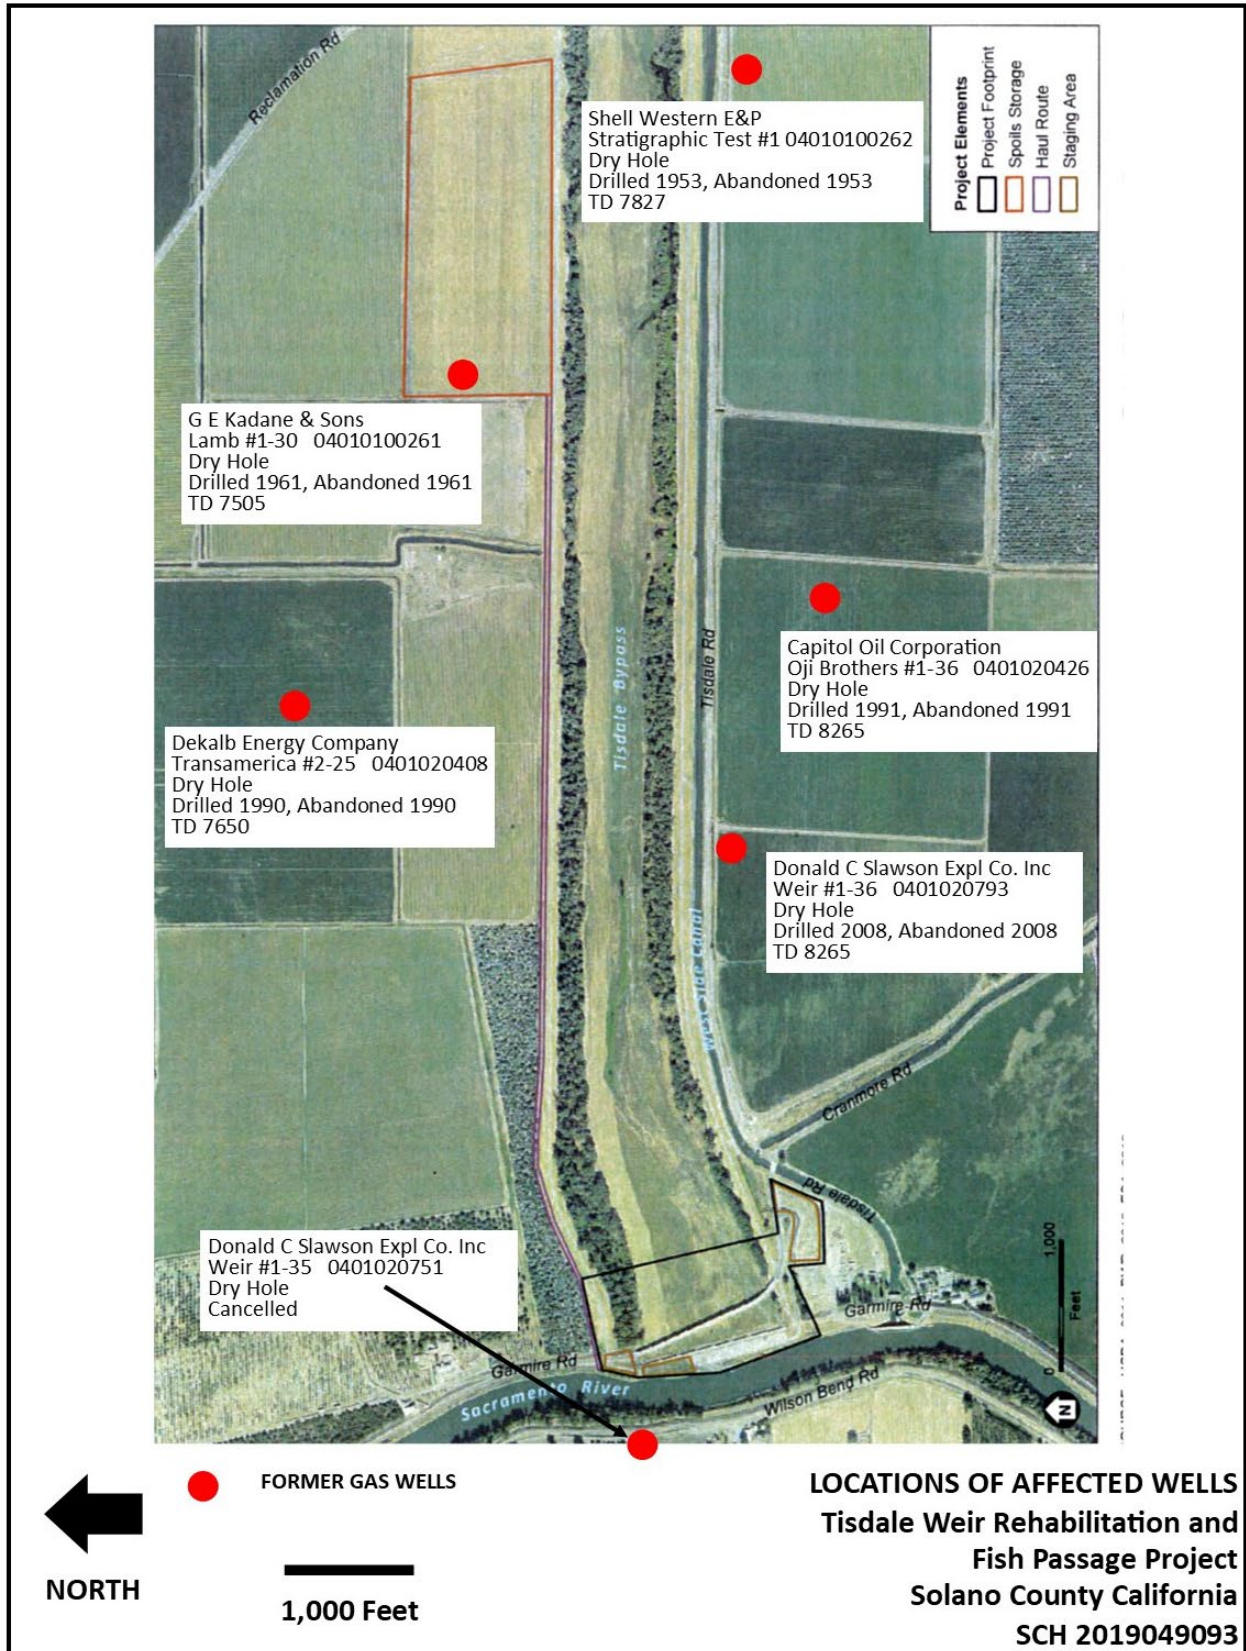 Reclamation Rd
Shell Western E&P
Stratigraphic Test #1 04010100262
Dry Hole
Drilled 1953, Abandoned 1953
TD 7827
Project Elements
Project Footprint
Spoils Storage
Haul Route
Staging Area
G E Kadane & Sons
Lamb #1-30 04010100261
Dry Hole
Drilled 1961, Abandoned 1961
TD 7505
Tisdale Bypass
Tisdale Rd
Capitol Oil Corporation
Oji Brothers #1-36 0401020426
Dry Hole
Drilled 1991, Abandoned 1991
TD 8265
Dekalb Energy Company
Transamerica #2-25 0401020408
Dry Hole
Drilled 1990, Abandoned 1990
TD 7650
Donald C Slawson Expl Co. Inc
Weir #1-36 0401020793
Dry Hole
Drilled 2008, Abandoned 2008
TD 8265
West Side Canal
Cranmore Rd
Tisdale Rd
Donald C Slawson Expl Co. Inc
Weir #1-35 0401020751
Dry Hole
Cancelled
Garmire Rd
Garmire Rd
Sacramento River
Wilson Bend Rd
0 1,000
Feet
N
FORMER GAS WELLS
NORTH
1,000 Feet
LOCATIONS OF AFFECTED WELLS
Tisdale Weir Rehabilitation and
Fish Passage Project
Solano County California
SCH 2019049093